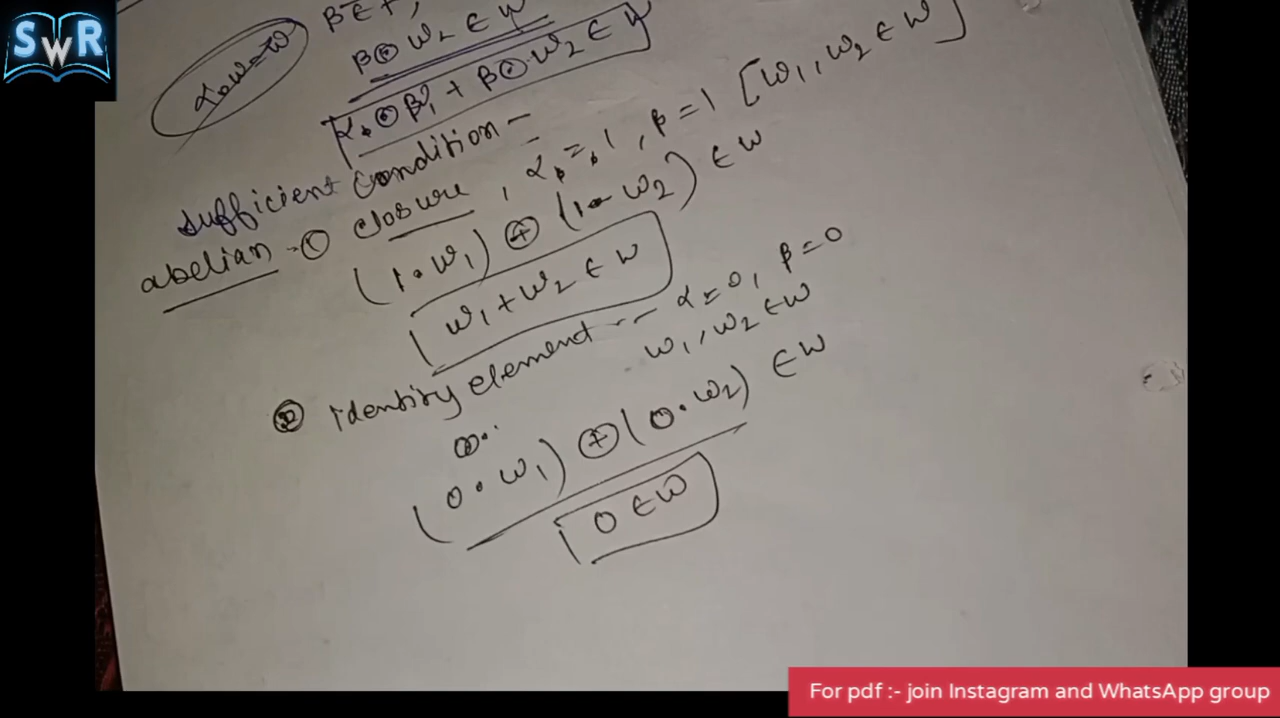 SWR
β ∈ F,
α•w=w
β⊙w₂ ∈ W
α⊙β₁ + β⊙w₂ ∈ W
sufficient condition -
abelian - ① closure, α=1, β=1 [w₁, w₂ ∈ W]
(1•w₁) ⊕ (1•w₂) ∈ W
w₁+w₂ ∈ W
② identity element -- α=0, β=0
w₁, w₂ ∈ W
(0•w₁) ⊕ (0•w₂) ∈ W
0 ∈ W
For pdf :- join Instagram and WhatsApp group